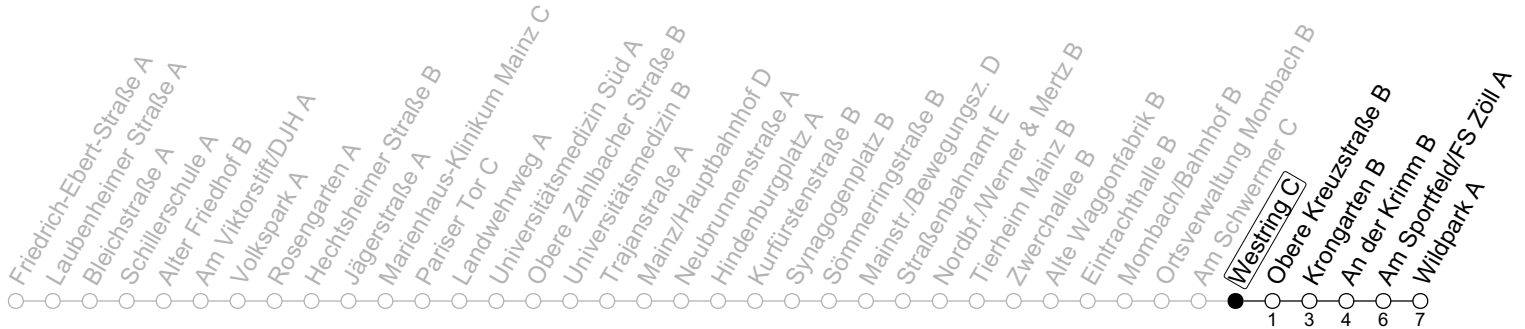 Friedrich-Ebert-Straße A
Laubenheimer Straße A
Bleichstraße A
Schillerschule A
Alter Friedhof B
Am Viktorstift/DJH A
Volkspark A
Rosengarten A
Hechtsheimer Straße B
Jägerstraße A
Marienhaus-Klinikum Mainz C
Pariser Tor C
Landwehrweg A
Universitätsmedizin Süd A
Obere Zahlbacher Straße B
Universitätsmedizin B
Trajanstraße A
Mainz/Hauptbahnhof D
Neubrunnenstraße A
Hindenburgplatz A
Kurfürstenstraße B
Synagogenplatz B
Sömmerringstraße B
Mainstr./Bewegungsz. D
Straßenbahnamt E
Nordbf./Werner & Mertz B
Tierheim Mainz B
Zwerchallee B
Alte Waggonfabrik B
Eintrachthalle B
Mombach/Bahnhof B
Ortsverwaltung Mombach B
Am Schwermer C
Westring C
Obere Kreuzstraße B
Krongarten B
An der Krimm B
Am Sportfeld/FS Zöll A
Wildpark A
1 3 4 6 7